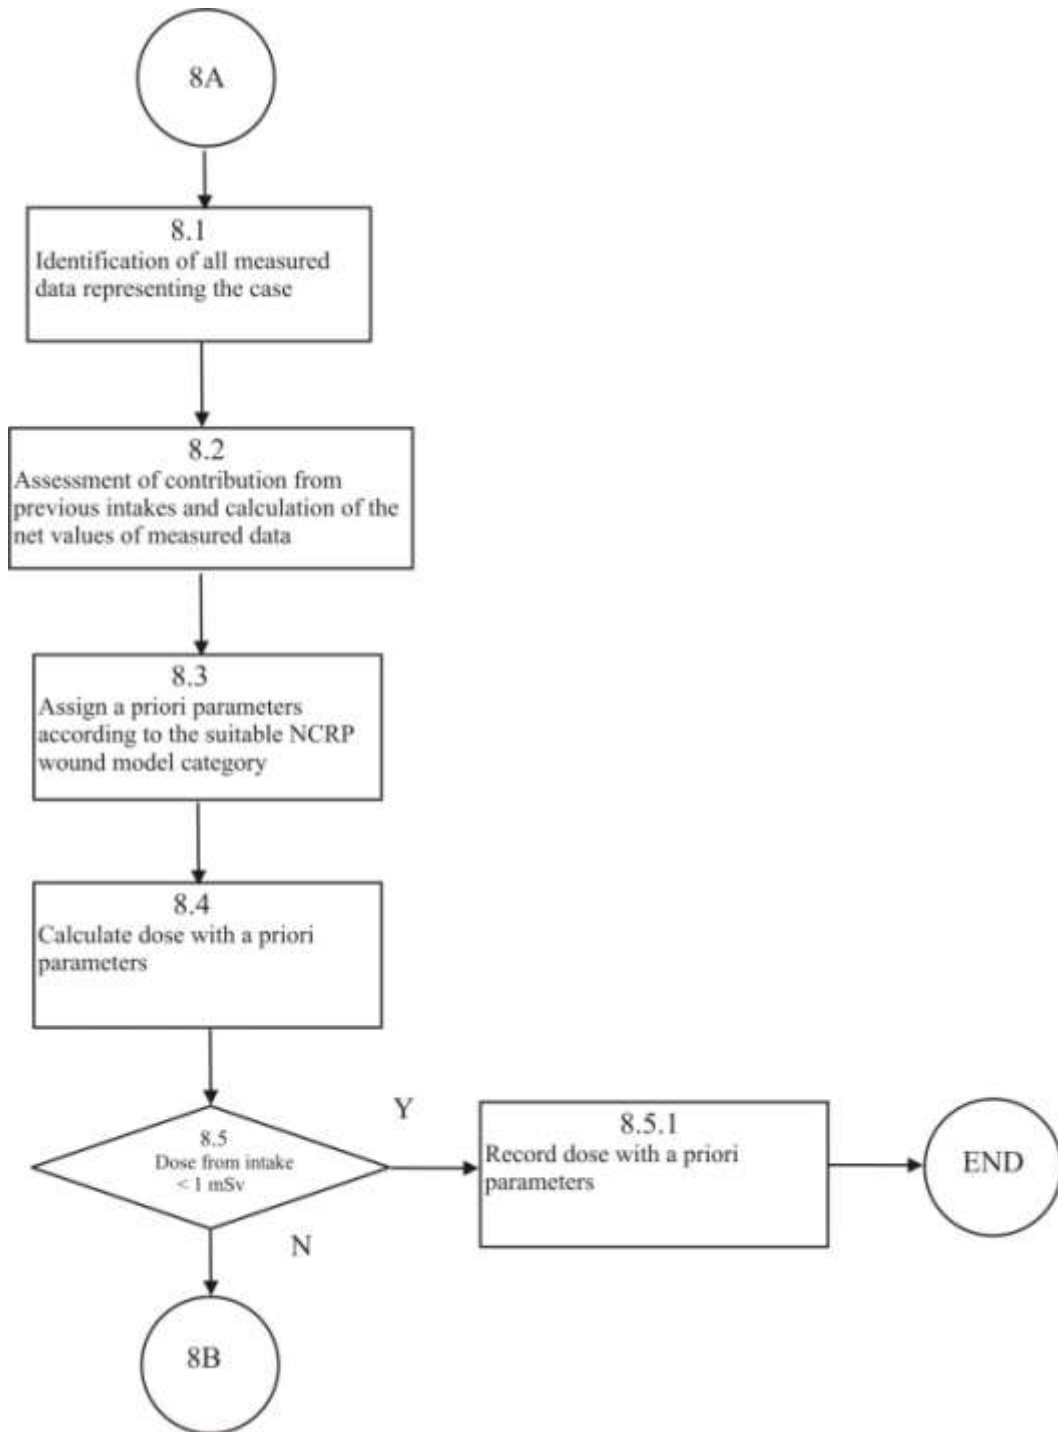 8A
8.1
Identification of all measured
data representing the case
8.2
Assessment of contribution from
previous intakes and calculation of the
net values of measured data
8.3
Assign a priori parameters
according to the suitable NCRP
wound model category
8.4
Calculate dose with a priori
parameters
8.5
Dose from intake
< 1 mSv
Y
8.5.1
Record dose with a priori
parameters
END
N
8B